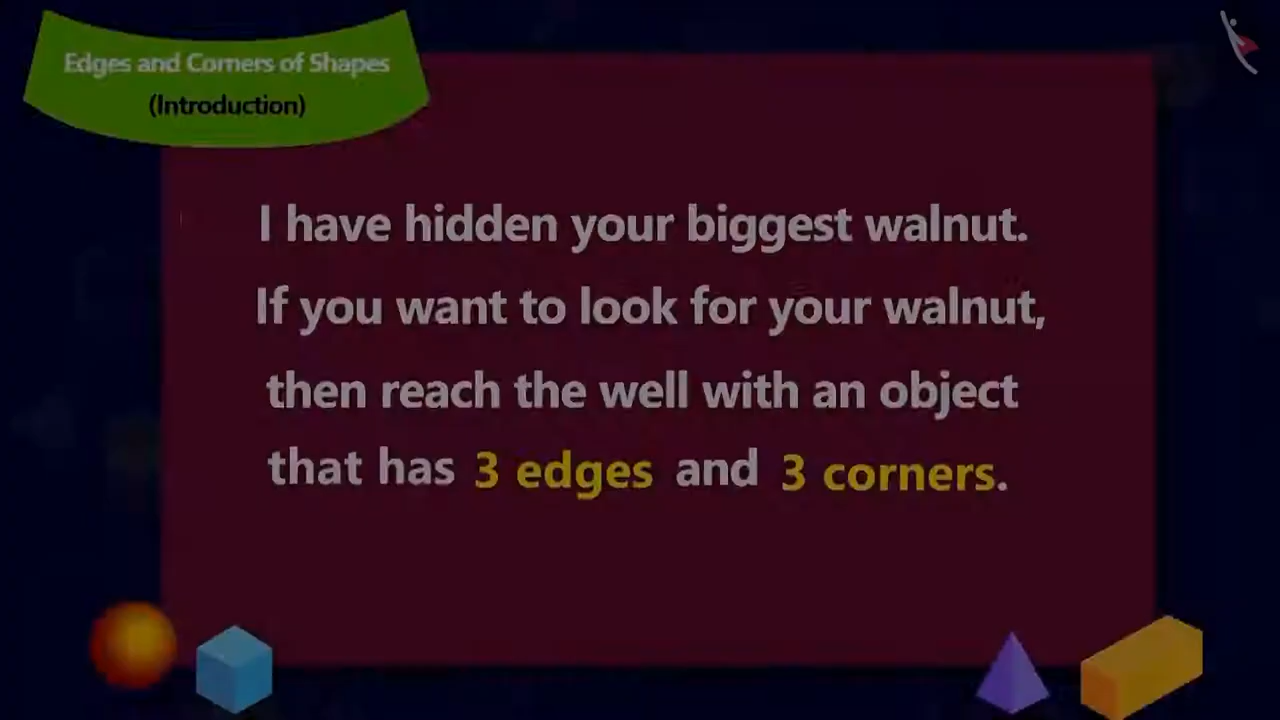 Edges and Corners of Shapes
(Introduction)
I have hidden your biggest walnut.
If you want to look for your walnut,
then reach the well with an object
that has 3 edges and 3 corners.